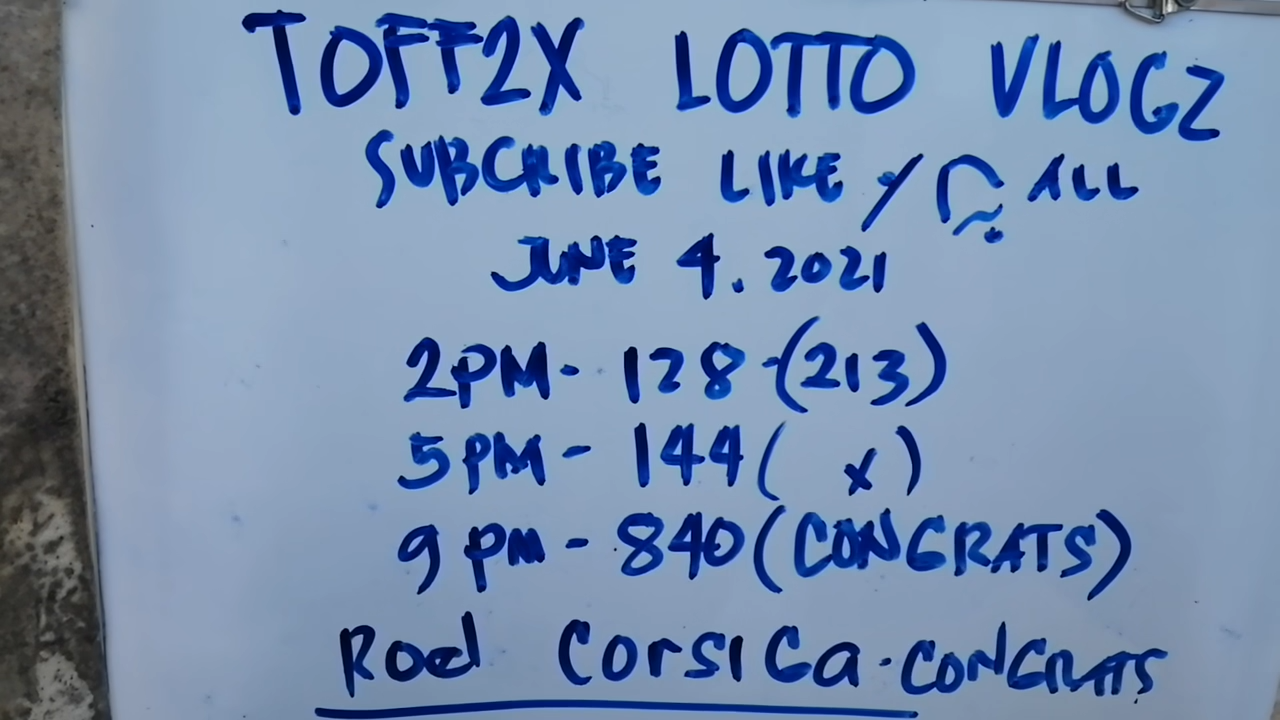 TOFF2X LOTTO VLOGZ
SUBCRIBE LIKE / ALL
JUNE 4. 2021
2PM - 128 - (213)
5PM - 144 ( x )
9 pm - 840 (CONGRATS)
Roel CorsiGa - CONGRATS